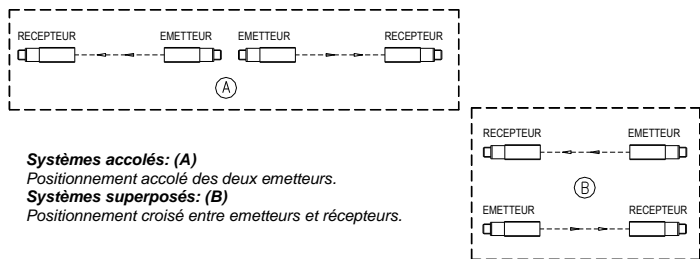 RECEPTEUR EMETTEUR EMETTEUR RECEPTEUR
A
Systèmes accolés: (A)
Positionnement accolé des deux emetteurs.
Systèmes superposés: (B)
Positionnement croisé entre emetteurs et récepteurs.
RECEPTEUR EMETTEUR
B
EMETTEUR RECEPTEUR